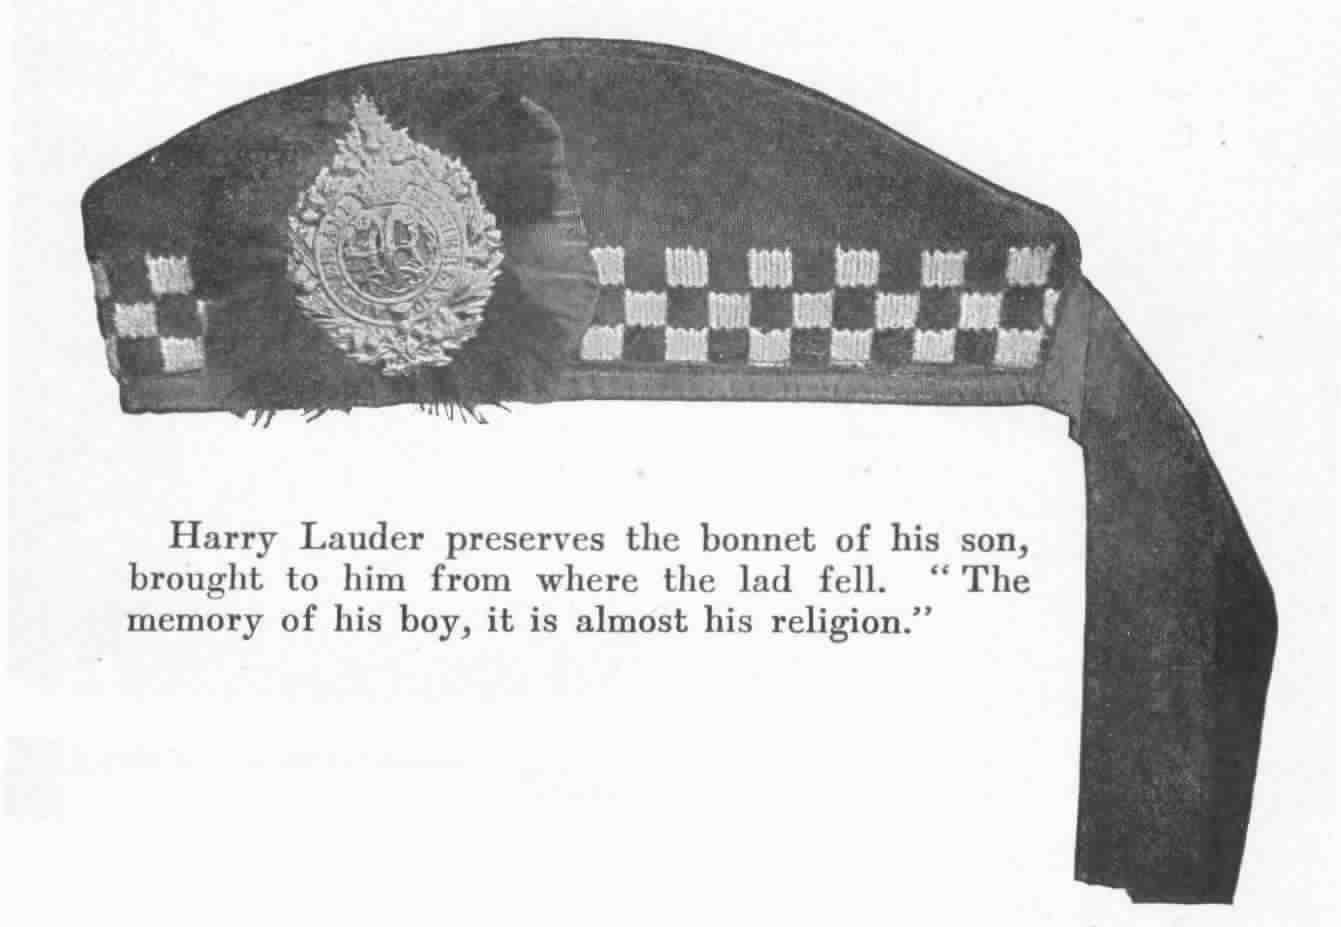 Harry Lauder preserves the bonnet of his son,
brought to him from where the lad fell. “ The
memory of his boy, it is almost his religion.”